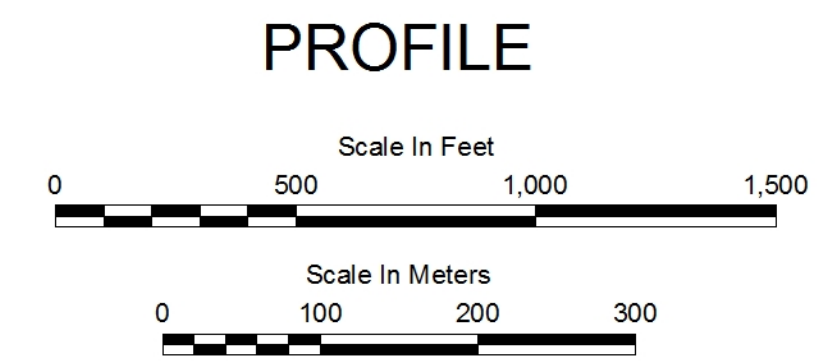 PROFILE
Scale In Feet
0 500 1,000 1,500
Scale In Meters
0 100 200 300